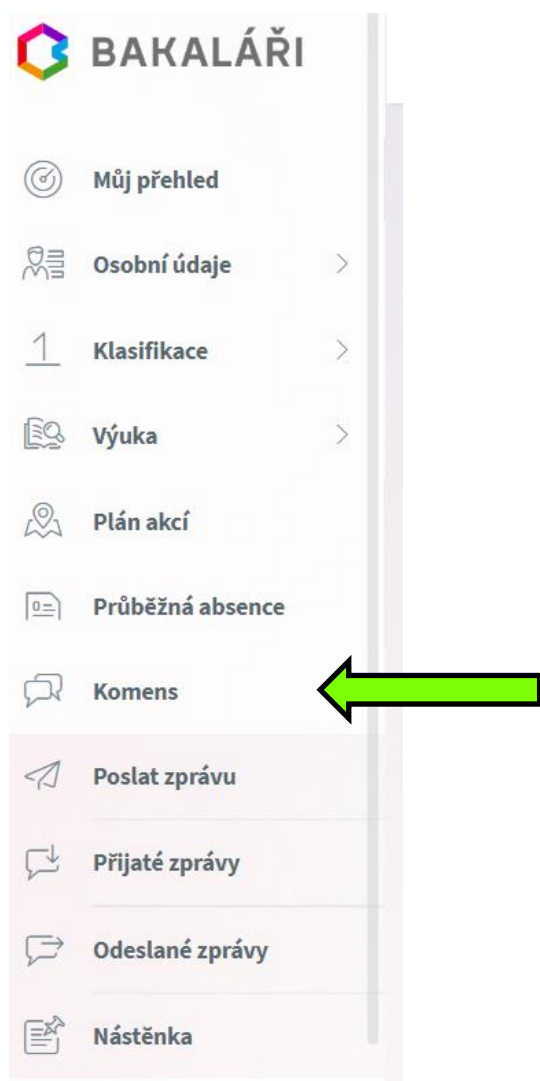 BAKALÁŘI
Můj přehled
Osobní údaje
1 Klasifikace
Výuka
Plán akcí
Průběžná absence
Komens
Poslat zprávu
Přijaté zprávy
Odeslané zprávy
Nástěnka